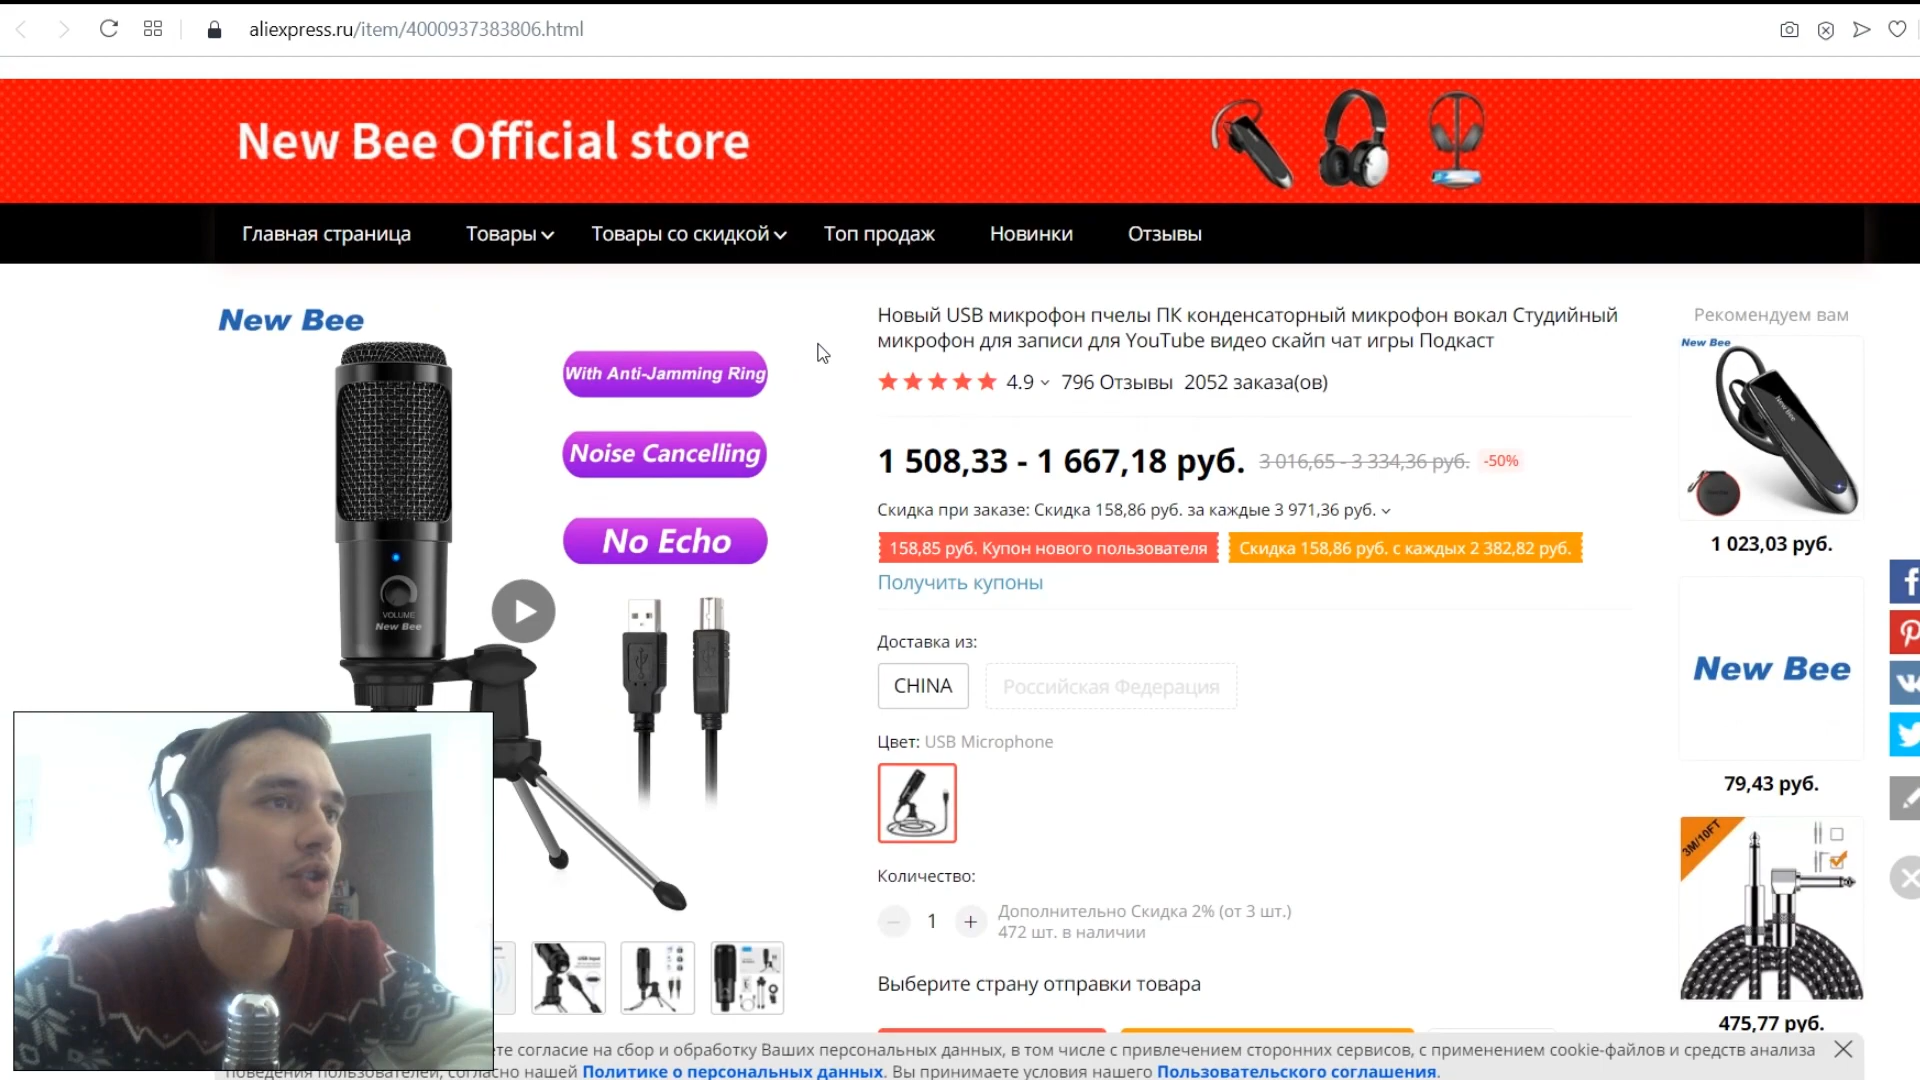 aliexpress.ru/item/4000937383806.html
New Bee Official store
Главная страница
Товары
Товары со скидкой
Топ продаж
Новинки
Отзывы
New Bee
With Anti-Jamming Ring
Noise Cancelling
No Echo
VOLUME
New Bee
Новый USB микрофон пчелы ПК конденсаторный микрофон вокал Студийный
микрофон для записи для YouTube видео скайп чат игры Подкаст
4.9 796 Отзывы 2052 заказа(ов)
1 508,33 - 1 667,18 руб. 3 016,65 - 3 334,36 руб. -50%
Скидка при заказе: Скидка 158,86 руб. за каждые 3 971,36 руб.
158,85 руб. Купон нового пользователя
Скидка 158,86 руб. с каждых 2 382,82 руб.
Получить купоны
Доставка из:
CHINA
Российская Федерация
Цвет: USB Microphone
Количество:
1
Дополнительно Скидка 2% (от 3 шт.)
472 шт. в наличии
Выберите страну отправки товара
Рекомендуем вам
New Bee
1 023,03 руб.
New Bee
79,43 руб.
3M/10FT
475,77 руб.
те согласие на сбор и обработку Ваших персональных данных, в том числе с привлечением сторонних сервисов, с применением cookie-файлов и средств анализа
поведения пользователей, согласно нашей Политике о персональных данных. Вы принимаете условия нашего Пользовательского соглашения.